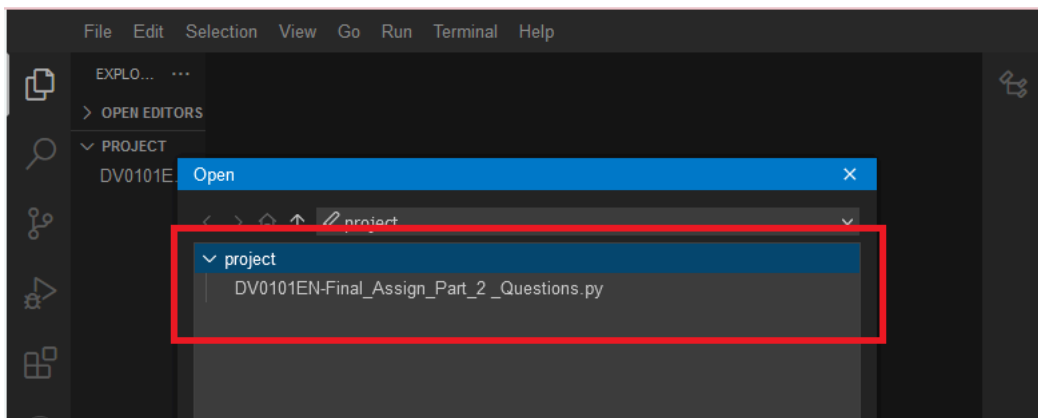 File Edit Selection View Go Run Terminal Help
EXPLO... ···
OPEN EDITORS
PROJECT
DV0101E
Open
project
project
DV0101EN-Final_Assign_Part_2 _Questions.py